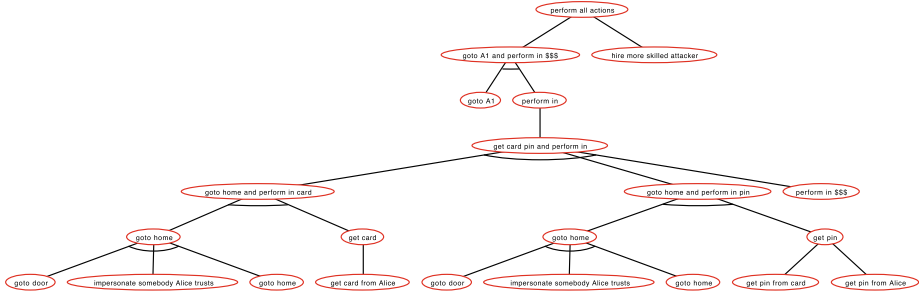 perform all actions
goto A1 and perform in $$$
hire more skilled attacker
goto A1
perform in
get card pin and perform in
goto home and perform in card
goto home and perform in pin
perform in $$$
goto home
get card
goto home
get pin
goto door
impersonate somebody Alice trusts
goto home
get card from Alice
goto door
impersonate somebody Alice trusts
goto home
get pin from card
get pin from Alice